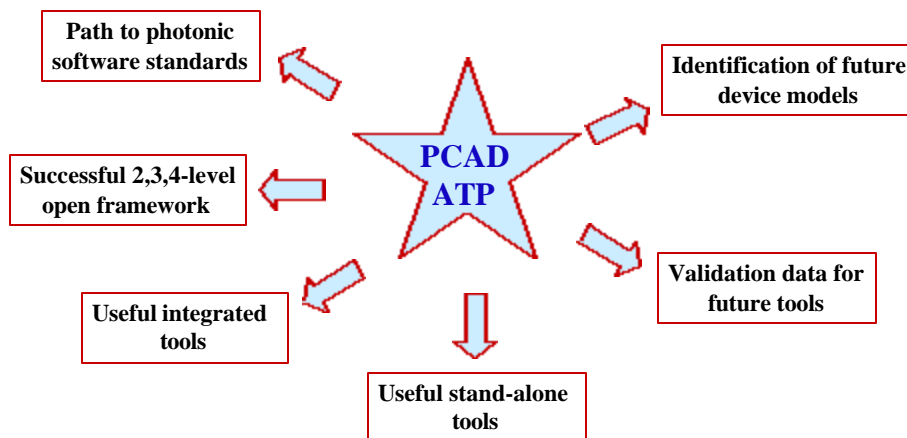 Path to photonic
software standards
Identification of future
device models
PCAD
ATP
Successful 2,3,4-level
open framework
Validation data for
future tools
Useful integrated
tools
Useful stand-alone
tools